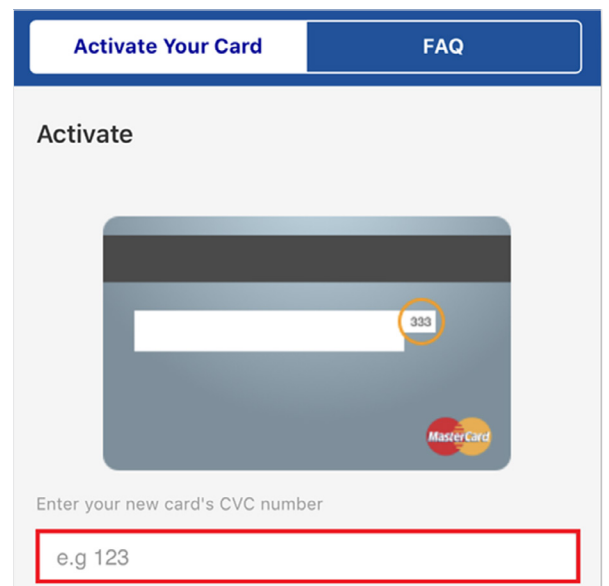 Activate Your Card
FAQ
Activate
333
MasterCard
Enter your new card's CVC number
e.g 123